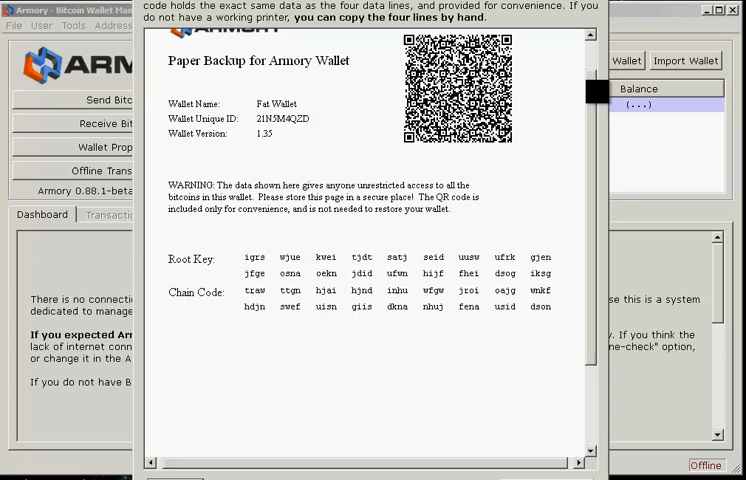 code holds the exact same data as the four data lines, and provided for convenience. If you
do not have a working printer, you can copy the four lines by hand.
Armory - Bitcoin Wallet Man
File User Tools Address
ARMORY
Paper Backup for Armory Wallet
Wallet Name: Fat Wallet
Wallet Unique ID: 21N5M4QZD
Wallet Version: 1.35
WARNING: The data shown here gives anyone unrestricted access to all the
bitcoins in this wallet. Please store this page in a secure place! The QR code is
included only for convenience, and is not needed to restore your wallet.
Root Key: igrs wjue kwei tjdt satj seid uusw ufrk gjen
jfge osna oekn jdid ufwn hijf fhei dsog iksg
Chain Code: traw ttgn hjai hjnd inhu wfgw jroi oajg wnkf
hdjn swef uisn giis dkna nhuj fena usid dson
ARM
Send Bitc
Receive Bit
Wallet Prop
Offline Trans
Armory 0.88.1-beta
Dashboard Transactio
Wallet Import Wallet
Balance
(...)
There is no connecti
dedicated to manage
se this is a system
If you expected Arm
lack of internet conn
or change it in the A
y. If you think the
ne-check" option,
If you do not have B
Offline